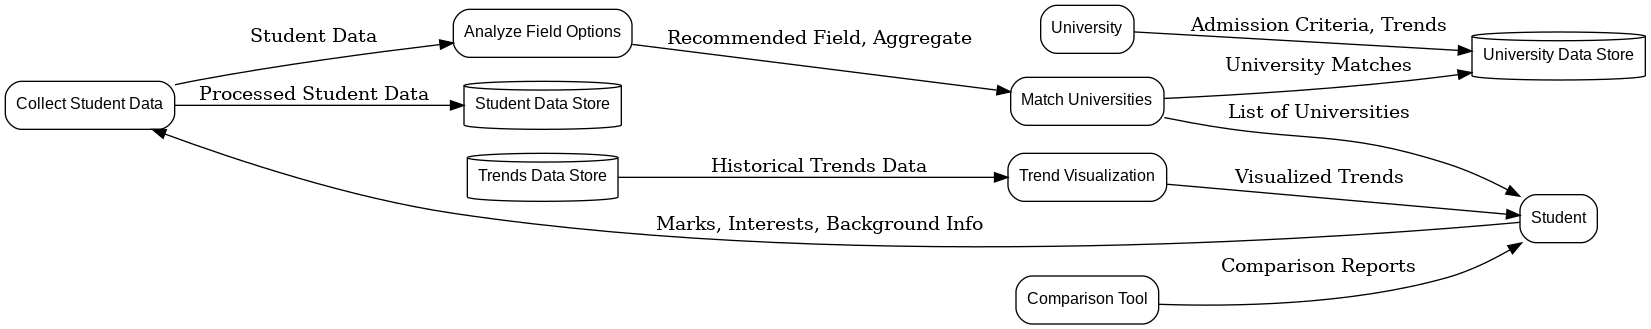 Student Data
Analyze Field Options
Recommended Field, Aggregate
University
Admission Criteria, Trends
University Data Store
University Matches
Collect Student Data
Processed Student Data
Student Data Store
Match Universities
List of Universities
Trends Data Store
Historical Trends Data
Trend Visualization
Visualized Trends
Marks, Interests, Background Info
Student
Comparison Reports
Comparison Tool